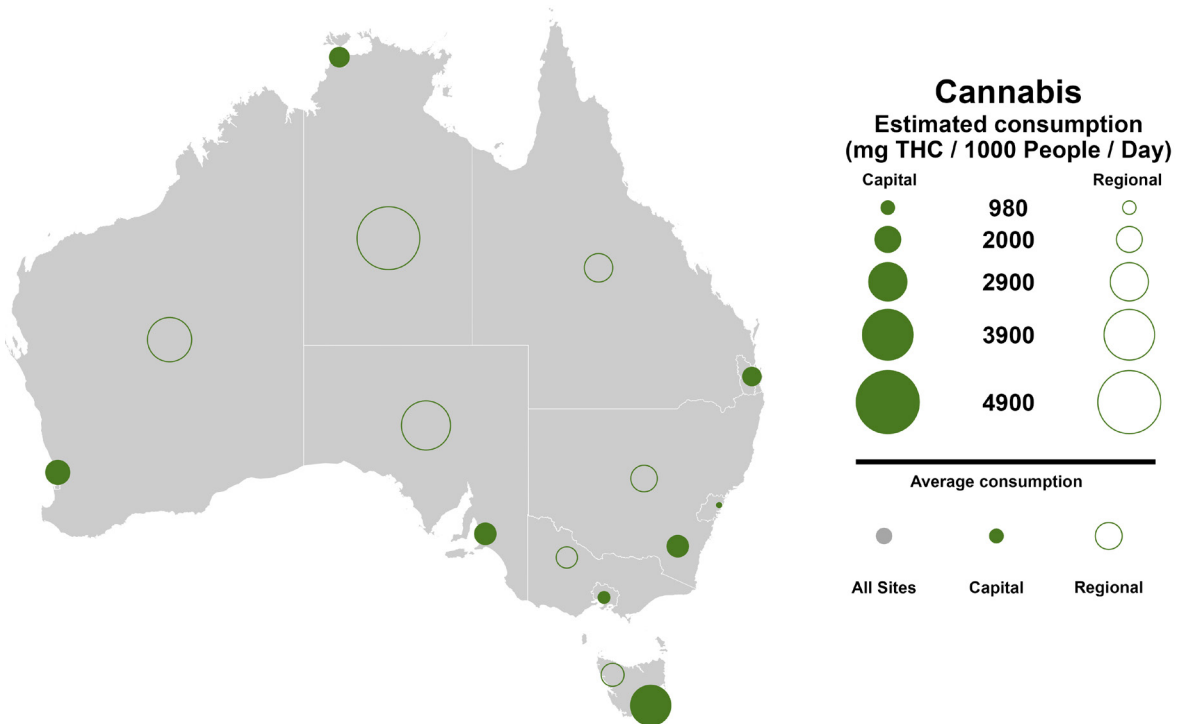 Cannabis
Estimated consumption
(mg THC / 1000 People / Day)
Capital Regional
980
2000
2900
3900
4900
Average consumption
All Sites Capital Regional